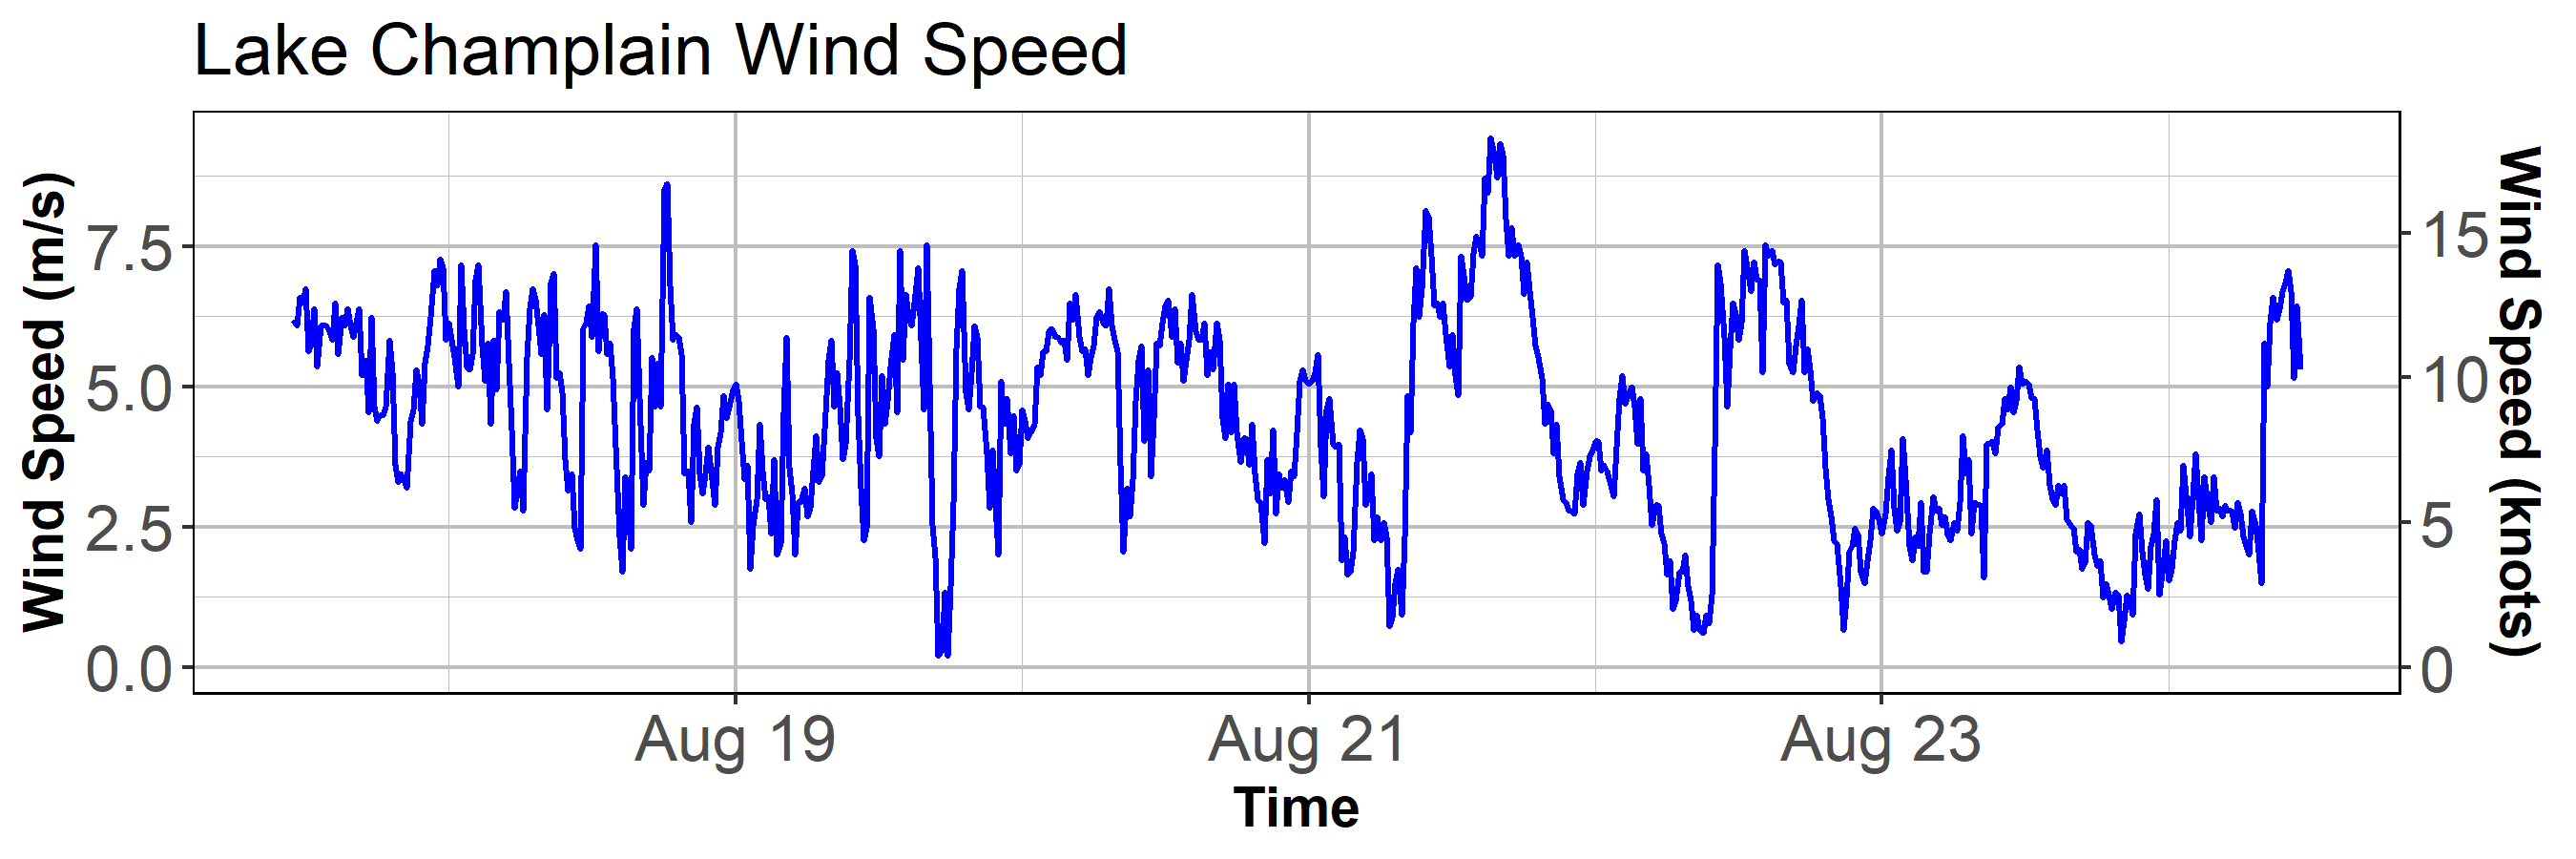 Lake Champlain Wind Speed
Wind Speed (m/s)
7.5
5.0
2.5
0.0
15
10
5
0
Wind Speed (knots)
Aug 19
Aug 21
Aug 23
Time